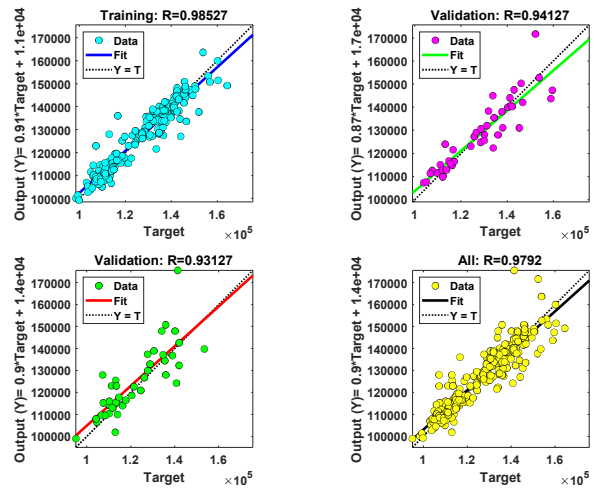 Training: R=0.98527
Output (Y)= 0.91*Target + 1.1e+04
170000
160000
150000
140000
130000
120000
110000
100000
Data
Fit
Y = T
1 1.2 1.4 1.6
Target
×10^5
Validation: R=0.94127
Output (Y)= 0.87*Target + 1.7e+04
170000
160000
150000
140000
130000
120000
110000
100000
Data
Fit
Y = T
1 1.2 1.4 1.6
Target
×10^5
Validation: R=0.93127
Output (Y)= 0.9*Target + 1.4e+04
170000
160000
150000
140000
130000
120000
110000
100000
Data
Fit
Y = T
1 1.2 1.4 1.6
Target
×10^5
All: R=0.9792
Output (Y)= 0.9*Target + 1.4e+04
170000
160000
150000
140000
130000
120000
110000
100000
Data
Fit
Y = T
1 1.2 1.4 1.6
Target
×10^5